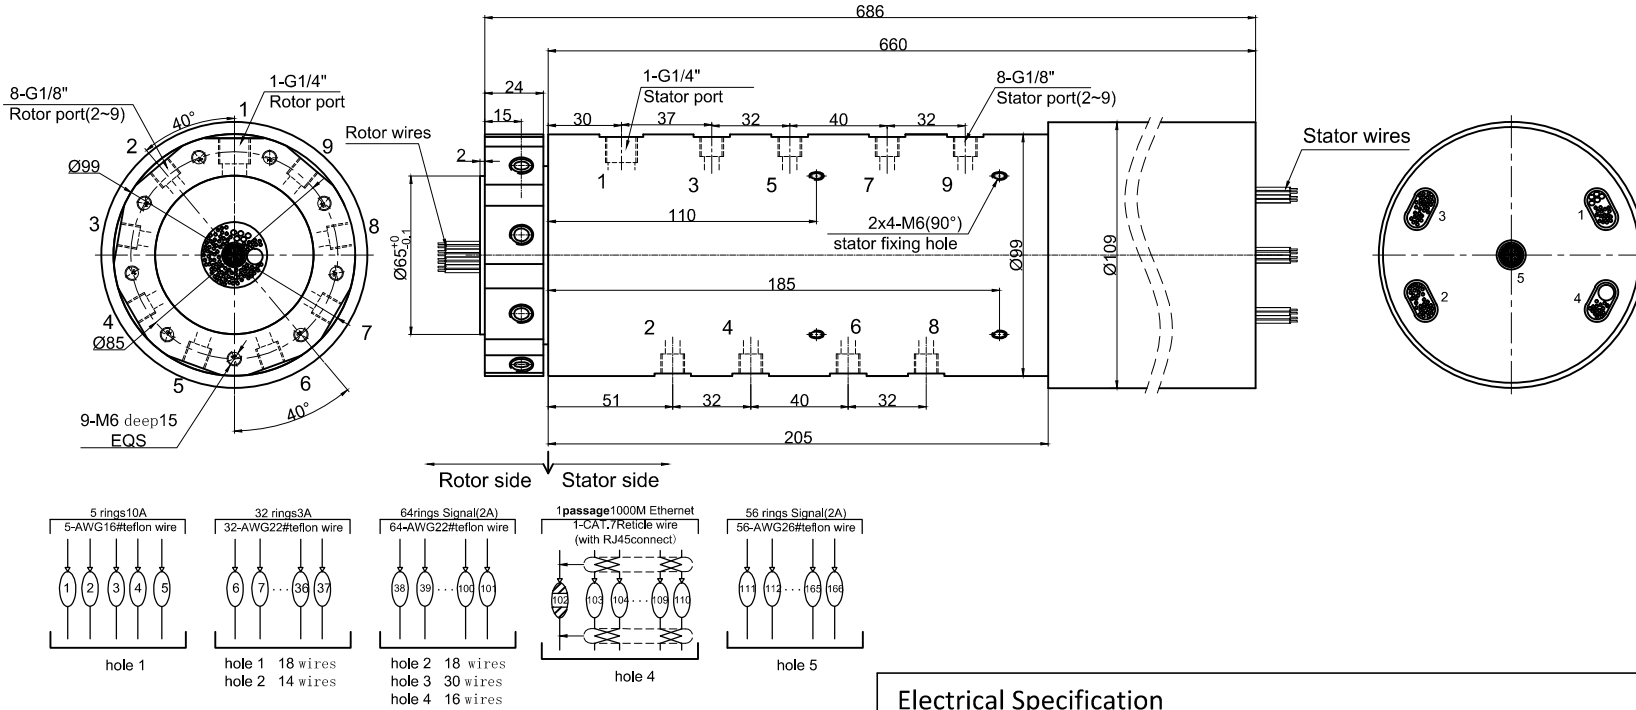 686
660
24
1-G1/4"
Stator port
8-G1/8"
Stator port(2~9)
15
30
37
32
40
32
8-G1/8"
Rotor port(2~9)
1-G1/4"
Rotor port
40°
1
2
9
Rotor wires
2
Ø99
3
8
4
7
Ø85
5
6
40°
9-M6 deep15
EQS
Ø65 +0 -0.1
1
3
5
7
9
110
2x4-M6(90°)
stator fixing hole
185
2
4
6
8
Ø99
Ø109
51
32
40
32
205
Stator wires
3
1
2
4
5
Rotor side
Stator side
5 rings10A
5-AWG16#teflon wire
1 2 3 4 5
hole 1
32 rings3A
32-AWG22#teflon wire
6 7 ··· 36 37
hole 1 18 wires
hole 2 14 wires
64rings Signal(2A)
64-AWG22#teflon wire
38 39 ··· 100 101
hole 2 18 wires
hole 3 30 wires
hole 4 16 wires
1passage1000M Ethernet
1-CAT.7Reticle wire
(with RJ45connect)
102 103 104 ··· 109 110
hole 4
56 rings Signal(2A)
56-AWG26#teflon wire
111 112 ··· 165 166
hole 5
Electrical Specification